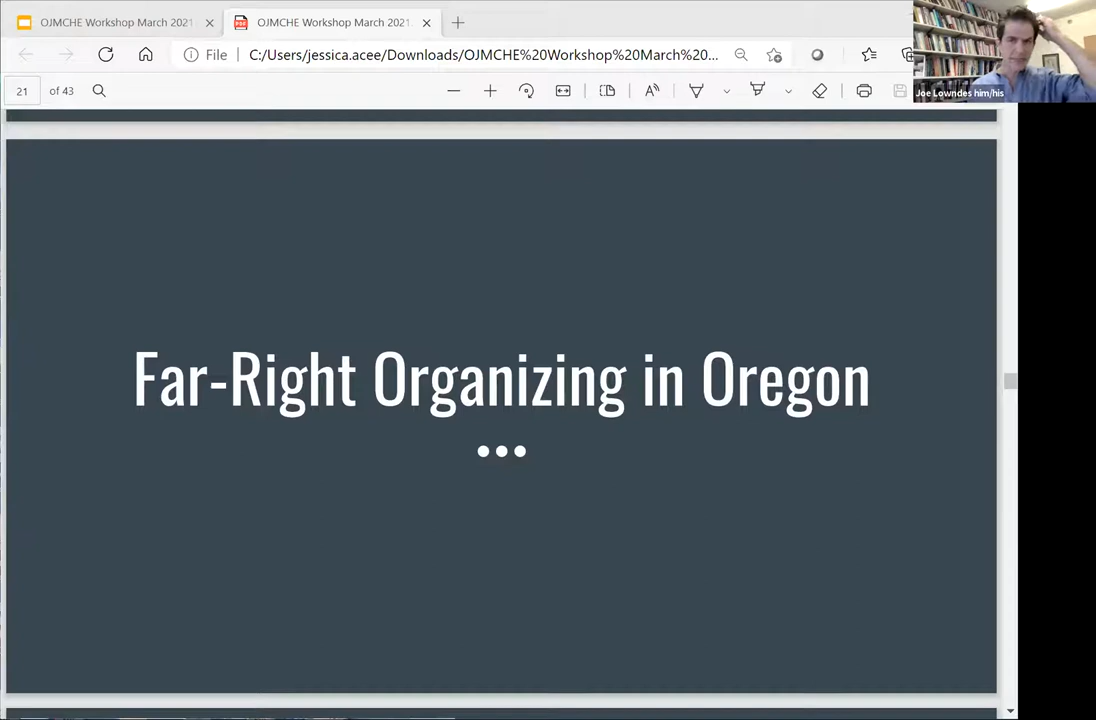 OJMCHE Workshop March 2021
OJMCHE Workshop March 2021.
File
C:/Users/jessica.acee/Downloads/OJMCHE%20Workshop%20March%20...
21
of 43
Joe Lowndes him/his
Far-Right Organizing in Oregon